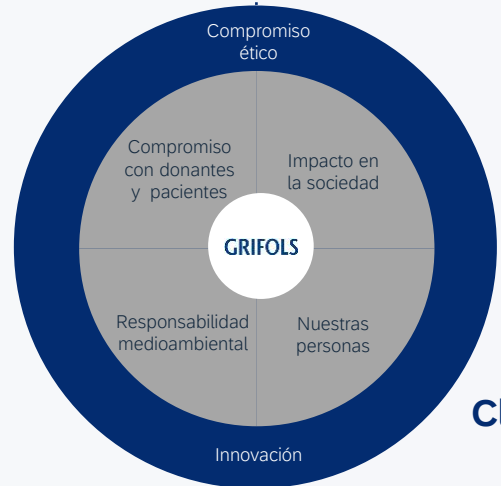 Compromiso
ético
Compromiso
con donantes
y pacientes
Impacto en
la sociedad
GRIFOLS
Responsabilidad
medioambiental
Nuestras
personas
Innovación